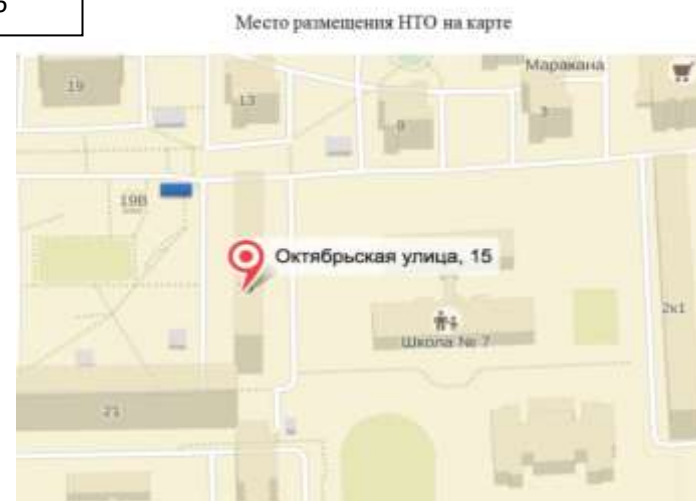 Место размещения НТО на карте
Маракана
19
13
9
3
19В
Октябрьская улица, 15
2к1
Школа № 7
21